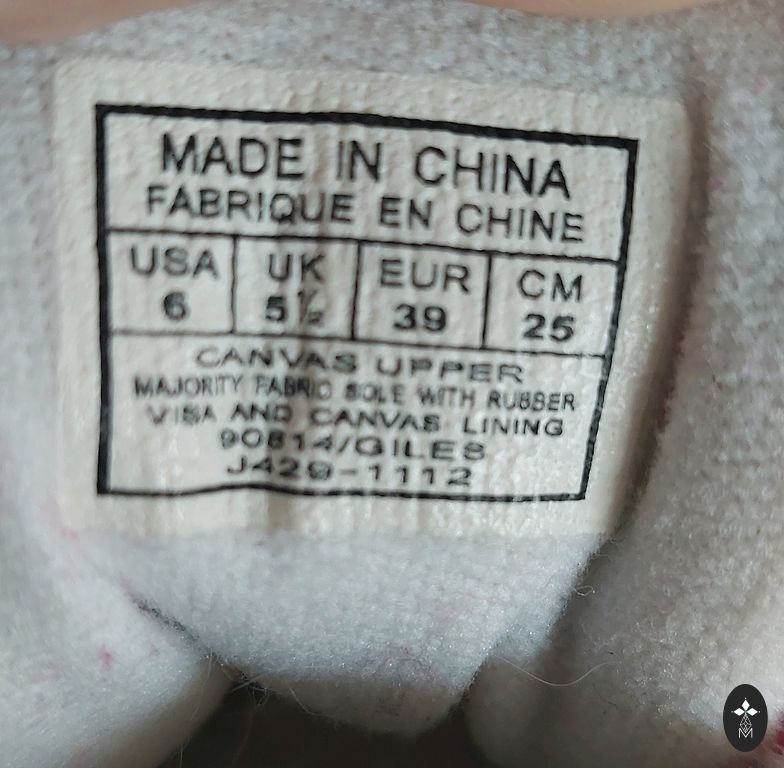 MADE IN CHINA
FABRIQUE EN CHINE
USA UK EUR CM
6 5½ 39 25
CANVAS UPPER
MAJORITY FABRIC SOLE WITH RUBBER
VISA AND CANVAS LINING
90814/GILES
J429-1112
M